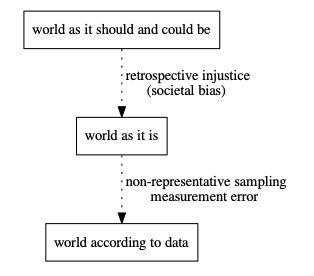 world as it should and could be
retrospective injustice
(societal bias)
world as it is
non-representative sampling
measurement error
world according to data